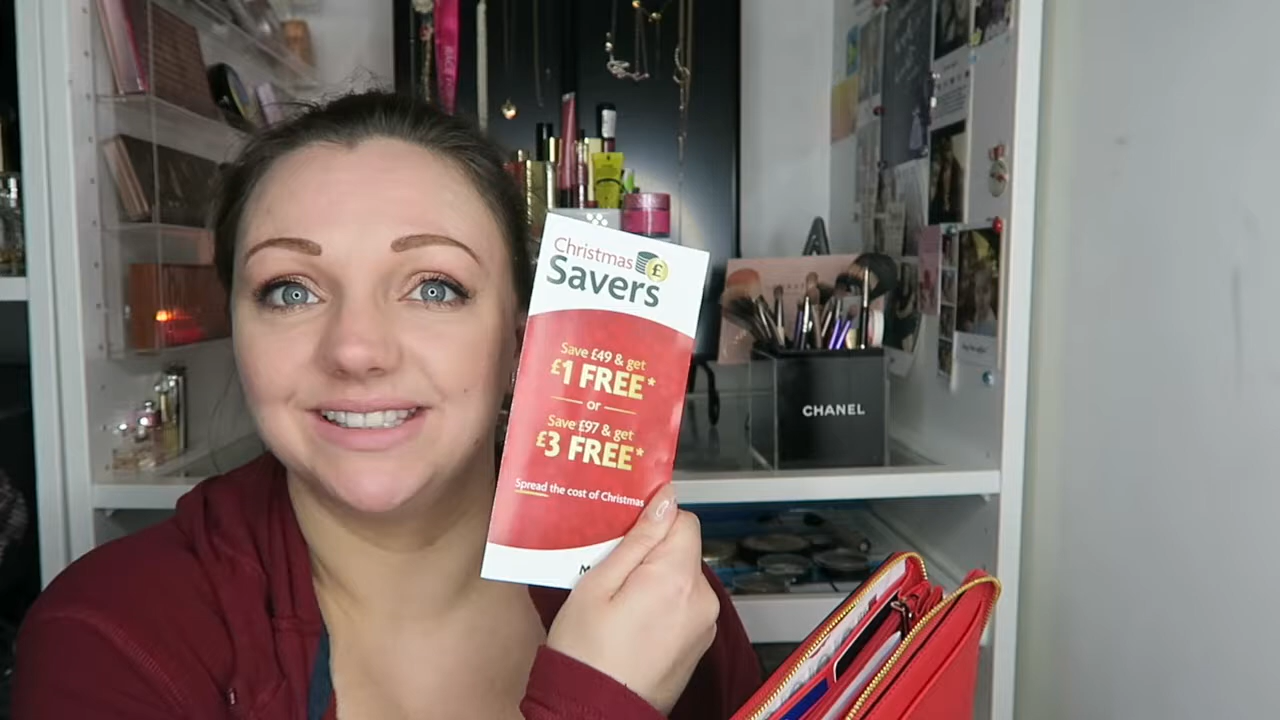 Christmas
Savers
£
Save £49 & get
£1 FREE*
or
Save £97 & get
£3 FREE*
Spread the cost of Christmas
CHANEL
A